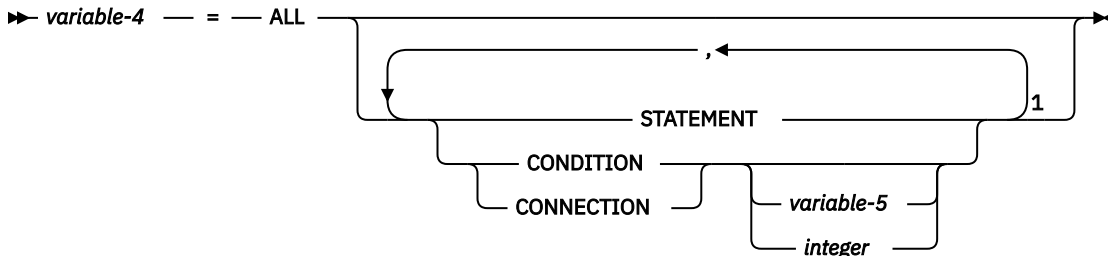 variable-4 = ALL
,
1
STATEMENT
CONDITION
CONNECTION variable-5
integer